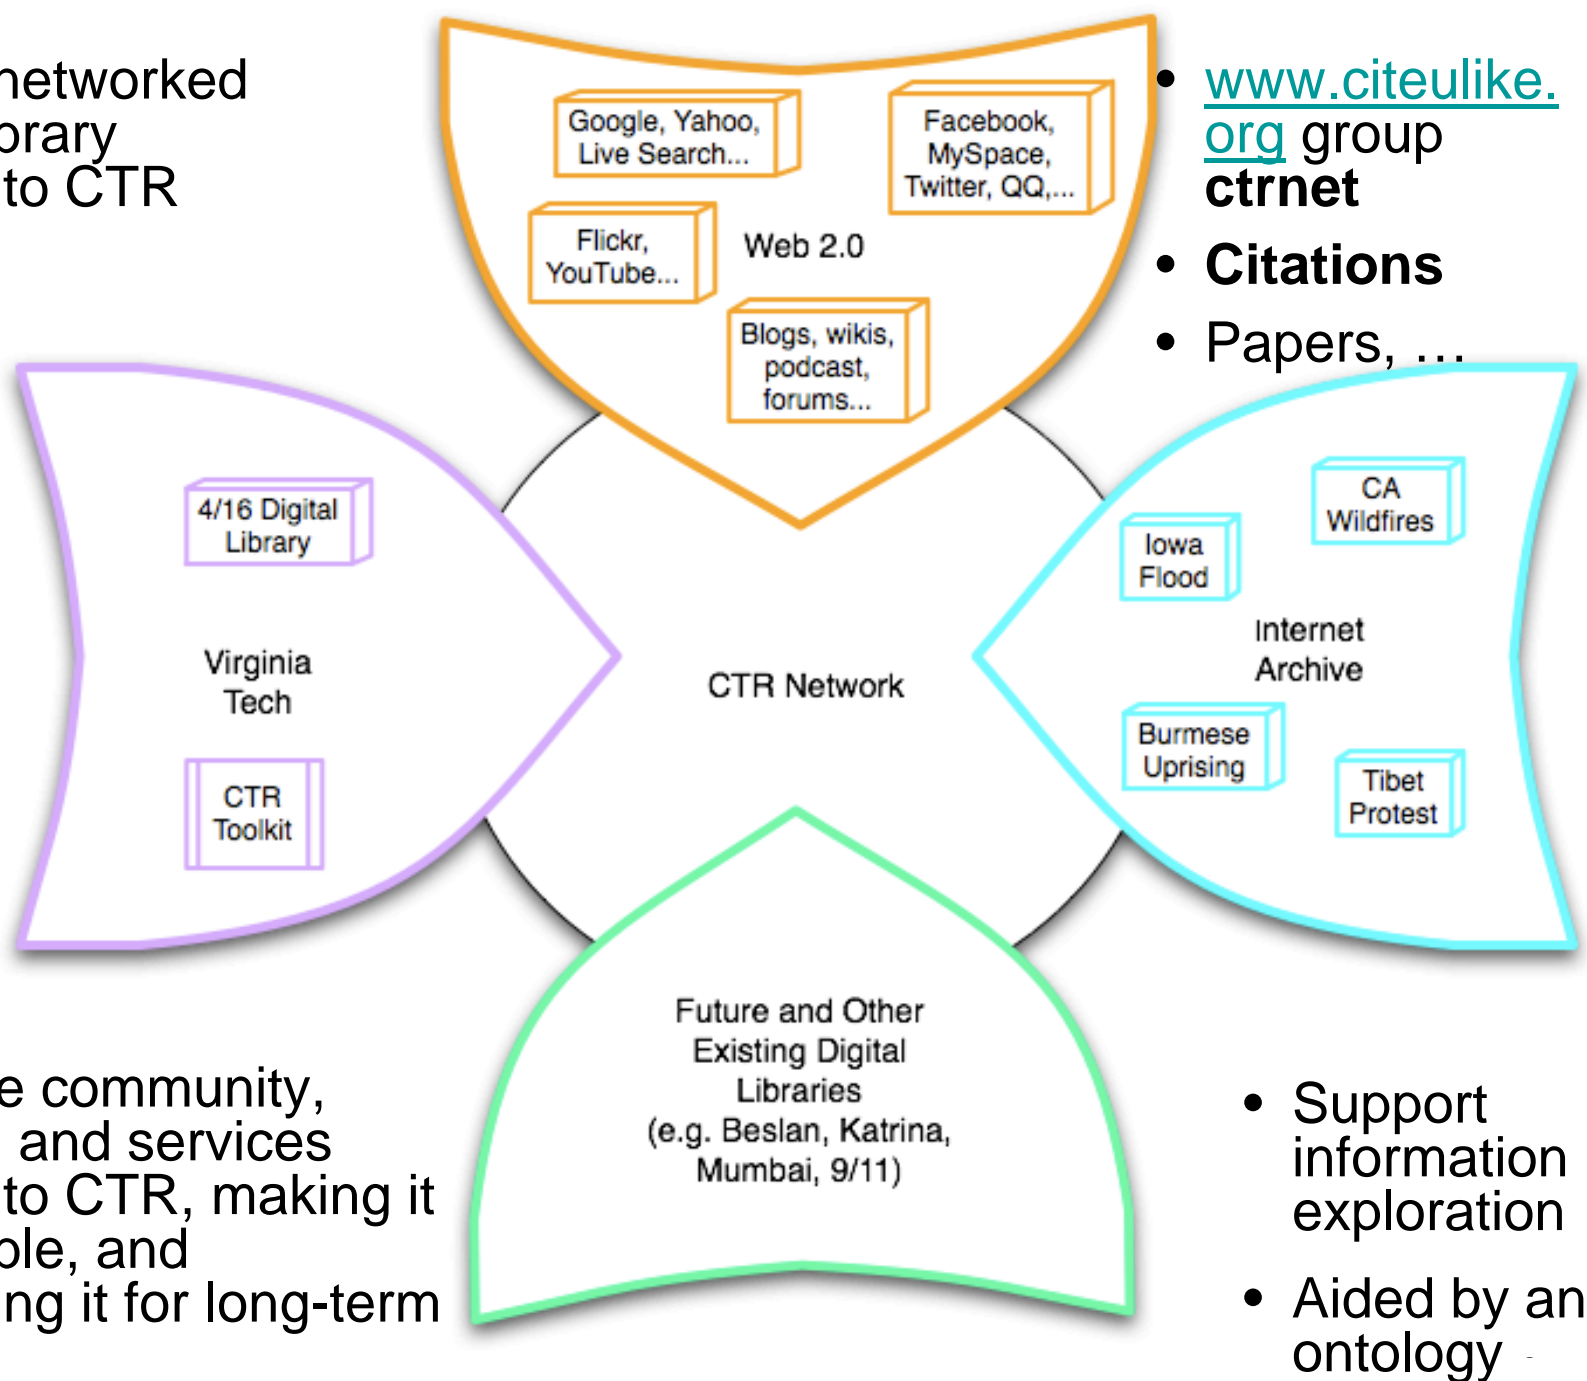 networked
brary
to CTR
Google, Yahoo,
Live Search...
Facebook,
MySpace,
Twitter, QQ,...
Flickr,
YouTube...
Web 2.0
Blogs, wikis,
podcast,
forums...
• www.citeulike.
org group
ctrnet
• Citations
• Papers, …
4/16 Digital
Library
Virginia
Tech
CTR
Toolkit
CTR Network
CA
Wildfires
Iowa
Flood
Internet
Archive
Burmese
Uprising
Tibet
Protest
Future and Other
Existing Digital
Libraries
(e.g. Beslan, Katrina,
Mumbai, 9/11)
e community,
and services
to CTR, making it
ble, and
ng it for long-term
• Support
information
exploration
• Aided by an
ontology